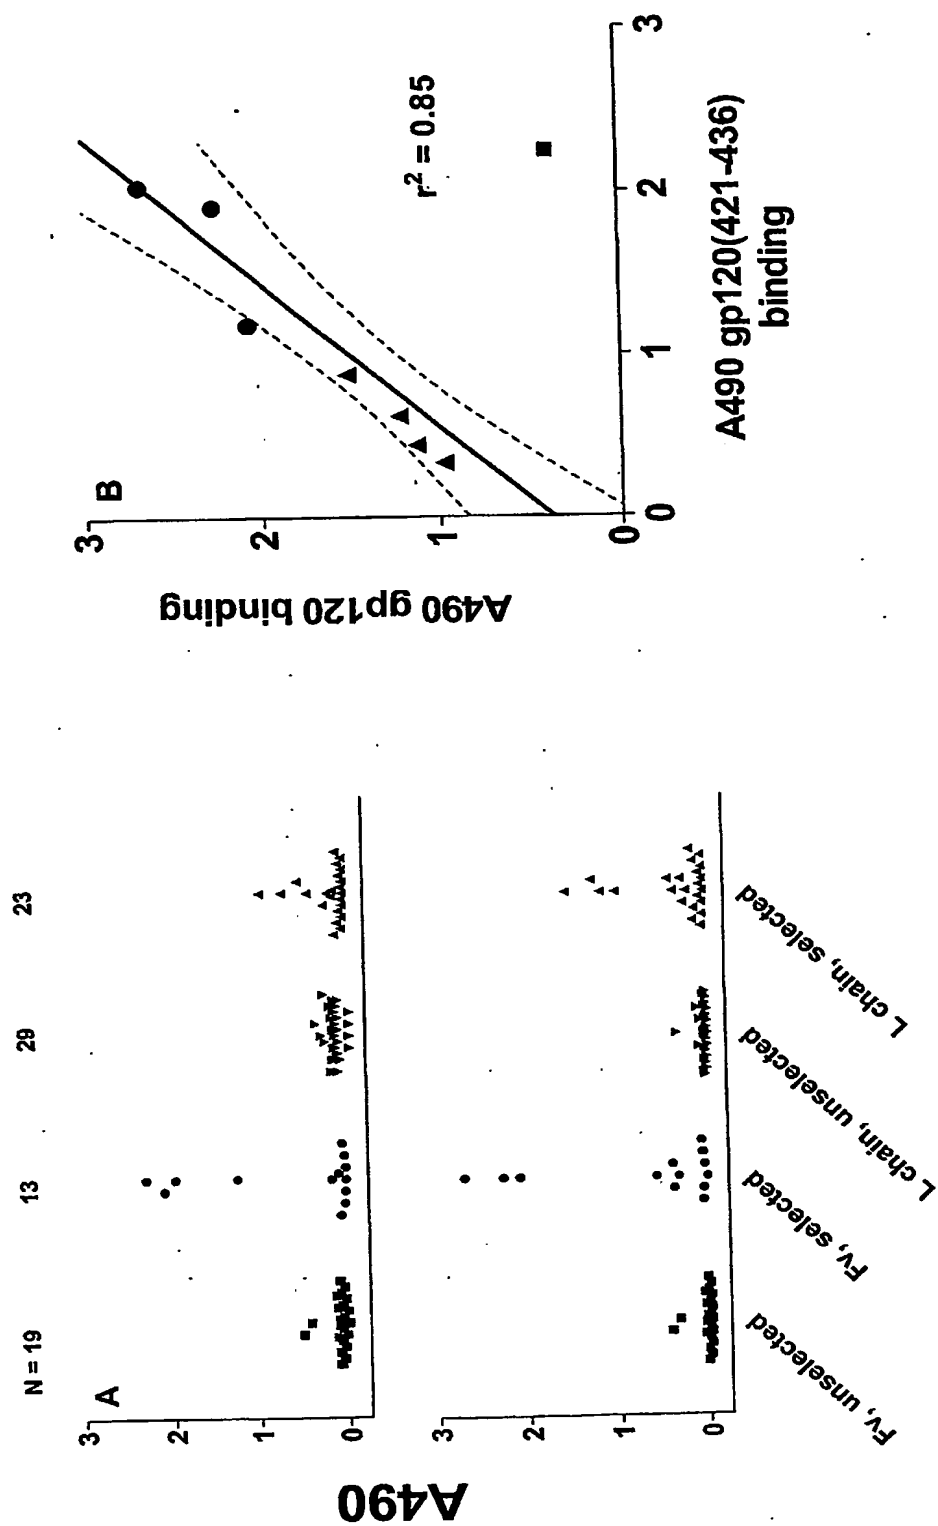 N = 19 13 29 23
A
3
2
1
0
3
2
1
0
A490
Fv, unselected
Fv, selected
L chain, unselected
L chain, selected
B
3
2
1
0
A490 gp120 binding
r² = 0.85
0 1 2 3
A490 gp120(421-436)
binding